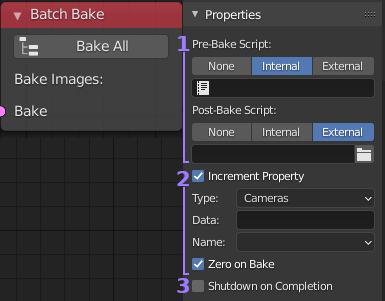 Batch Bake
Bake All
Bake Images:
Bake
Properties
1
Pre-Bake Script:
None Internal External
Post-Bake Script:
None Internal External
2
Increment Property
Type: Cameras
Data:
Name:
Zero on Bake
3
Shutdown on Completion